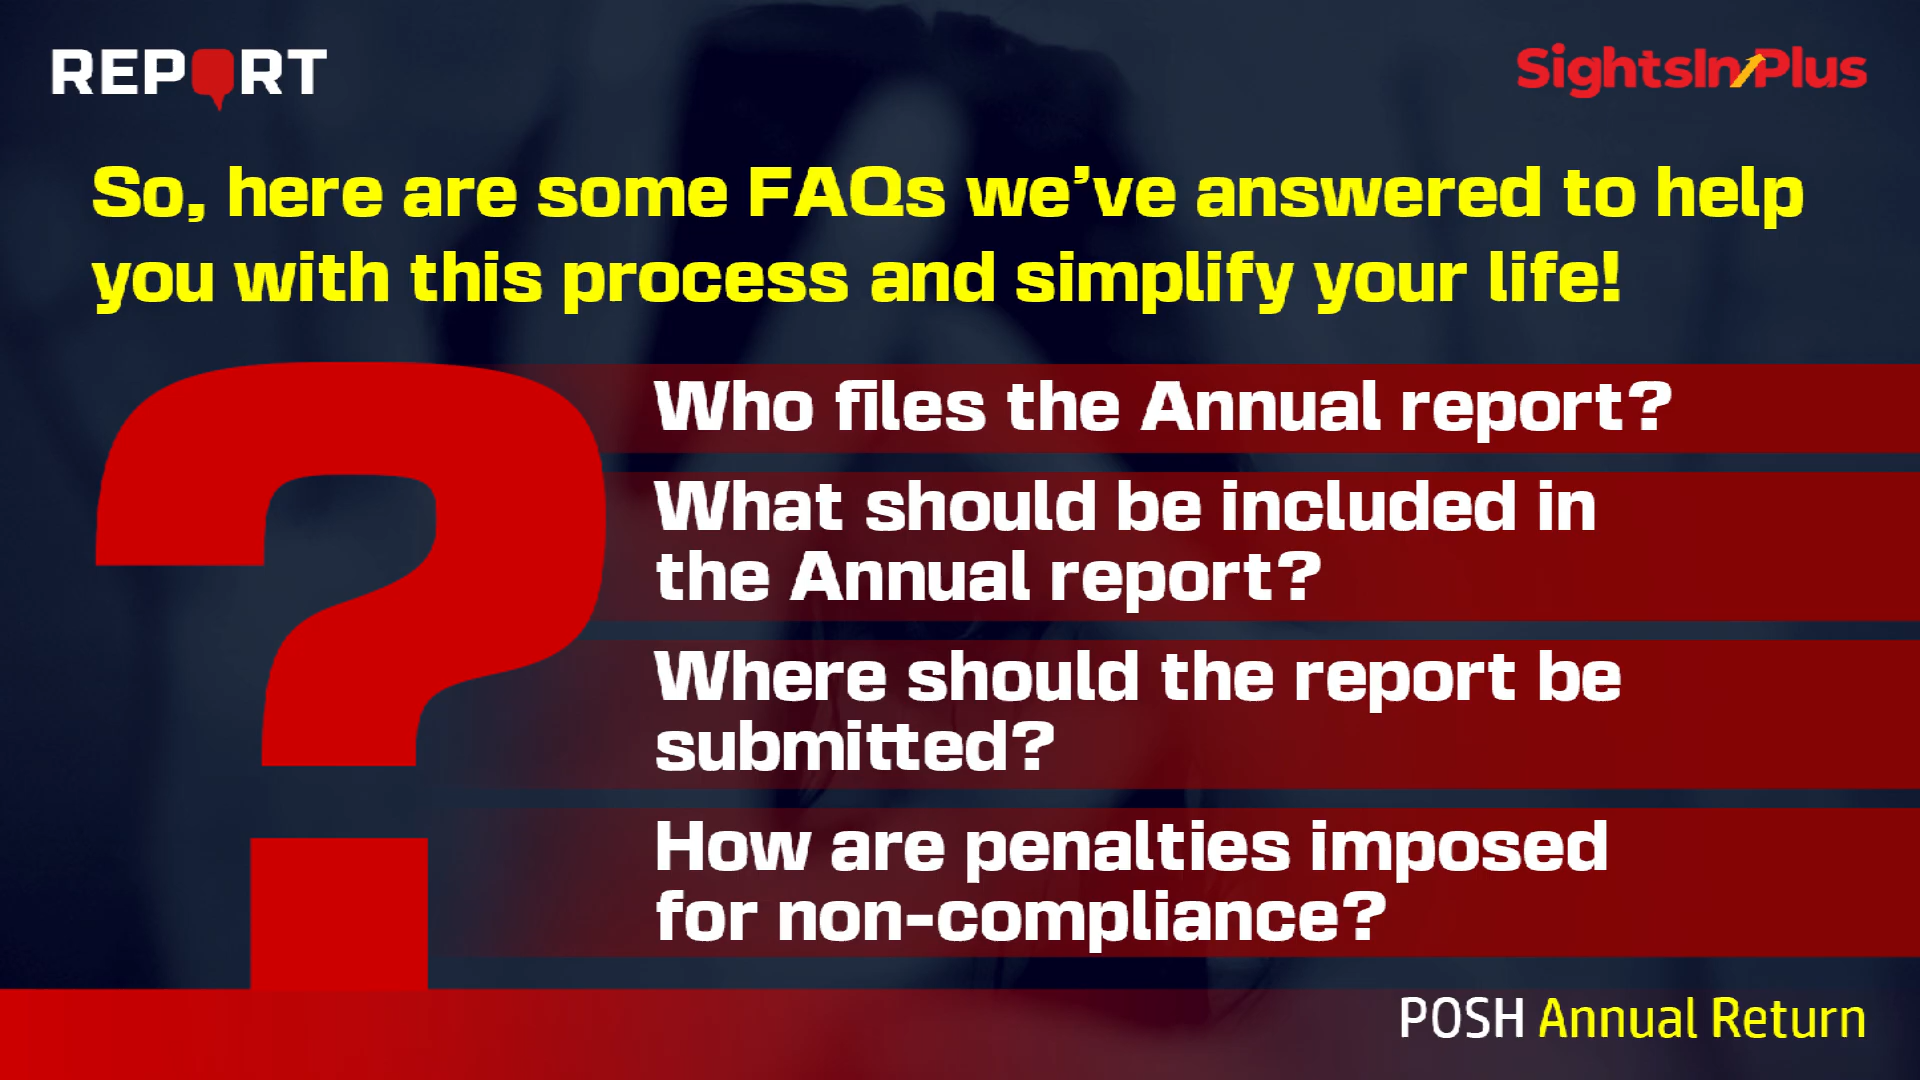 REPORT
SightsInPlus
So, here are some FAQs we've answered to help
you with this process and simplify your life!
Who files the Annual report?
What should be included in
the Annual report?
Where should the report be
submitted?
How are penalties imposed
for non-compliance?
POSH Annual Return